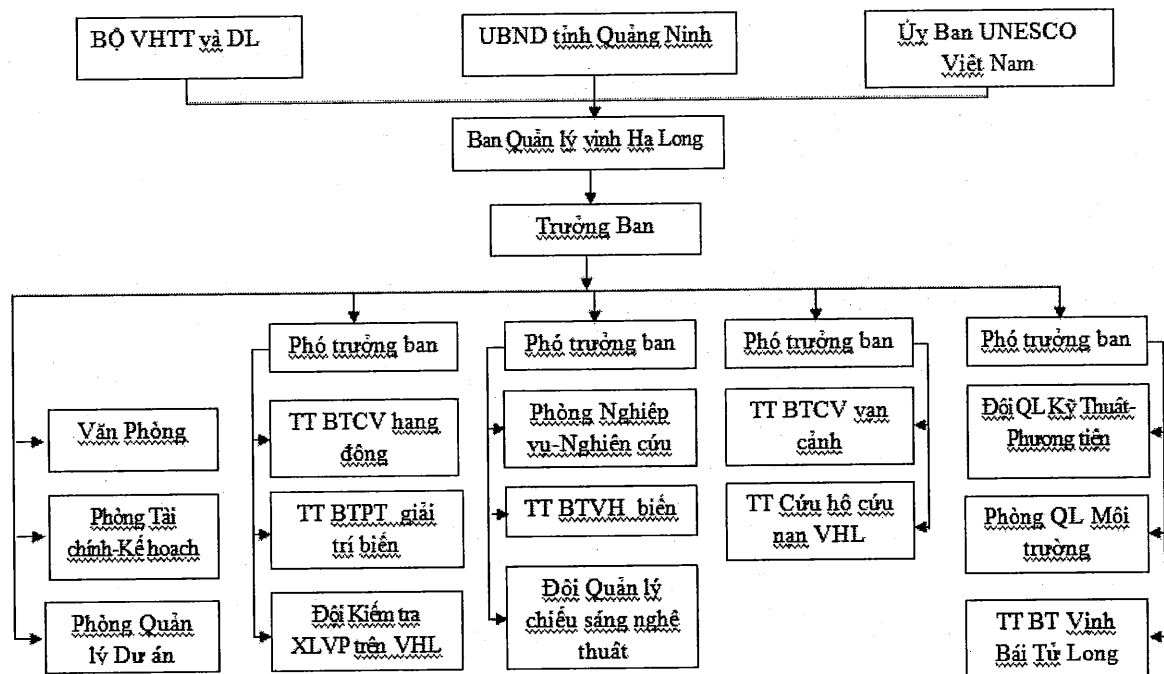 BỘ VHTT và DL
UBND tỉnh Quảng Ninh
Ủy Ban UNESCO
Việt Nam
Ban Quản lý vịnh Hạ Long
Trưởng Ban
Phó trưởng ban
Phó trưởng ban
Phó trưởng ban
Phó trưởng ban
Văn Phòng
Phòng Tài
chính-Kế hoạch
Phòng Quản
lý Dự án
TT BTCV hang
động
TT BTPT giải
trí biển
Đội Kiểm tra
XLVP trên VHL
Phòng Nghiệp
vụ-Nghiên cứu
TT BTVH biển
Đội Quản lý
chiếu sáng nghệ
thuật
TT BTCV vạn
cảnh
TT Cứu hộ cứu
nạn VHL
Đội QL Kỹ Thuật-
Phương tiện
Phòng QL Môi
trường
TT BT Vịnh
Bái Tử Long